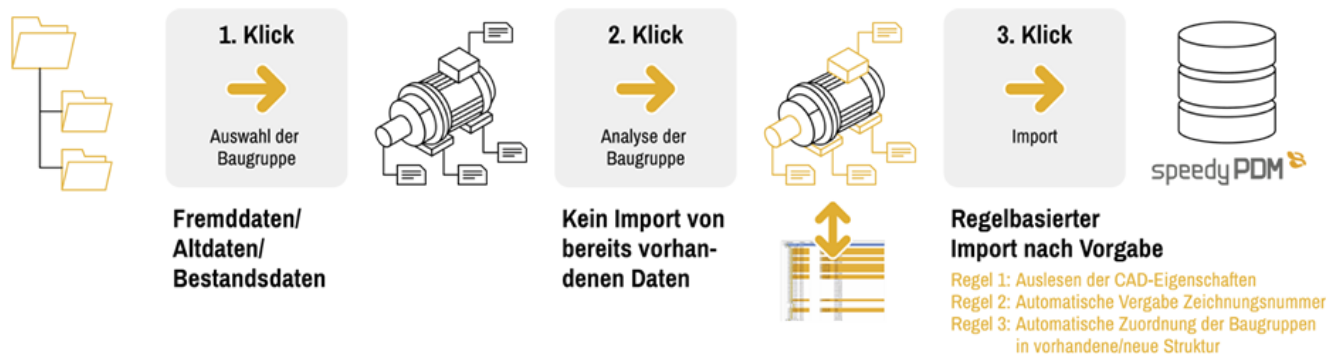 1. Klick
Auswahl der
Baugruppe
Fremddaten/
Altdaten/
Bestandsdaten
2. Klick
Analyse der
Baugruppe
Kein Import von
bereits vorhan-
denen Daten
3. Klick
Import
speedyPDM
Regelbasierter
Import nach Vorgabe
Regel 1: Auslesen der CAD-Eigenschaften
Regel 2: Automatische Vergabe Zeichnungsnummer
Regel 3: Automatische Zuordnung der Baugruppen
in vorhandene/neue Struktur